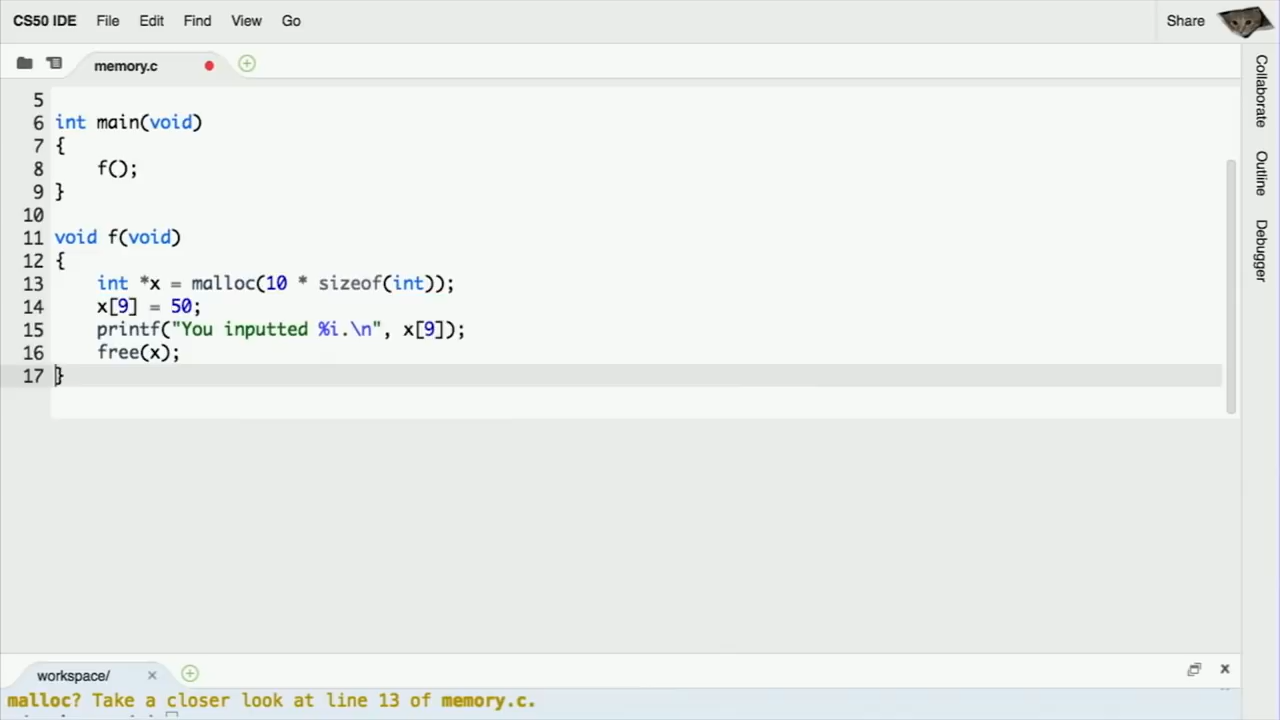 CS50 IDE File Edit Find View Go Share
memory.c
5
6 int main(void)
7 {
8 f();
9 }
10
11 void f(void)
12 {
13 int *x = malloc(10 * sizeof(int));
14 x[9] = 50;
15 printf("You inputted %i.\n", x[9]);
16 free(x);
17 }
Collaborate
Outline
Debugger
workspace/
malloc? Take a closer look at line 13 of memory.c.